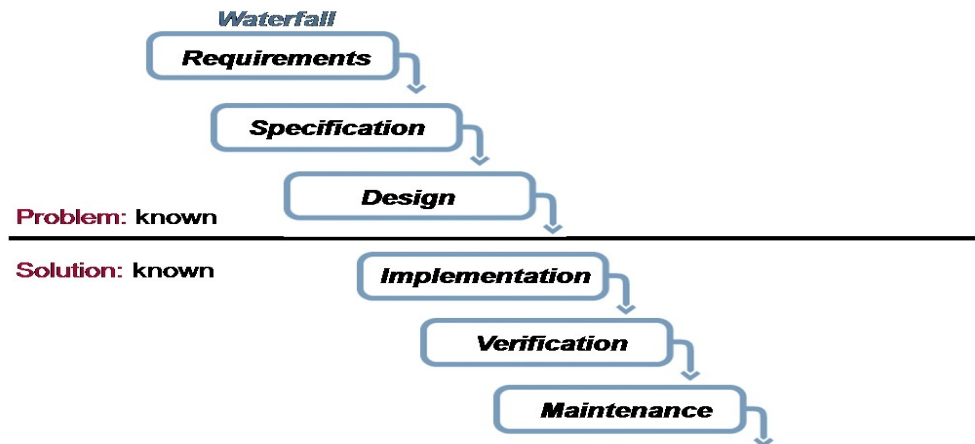 Waterfall
Requirements
Specification
Design
Problem: known
Solution: known
Implementation
Verification
Maintenance